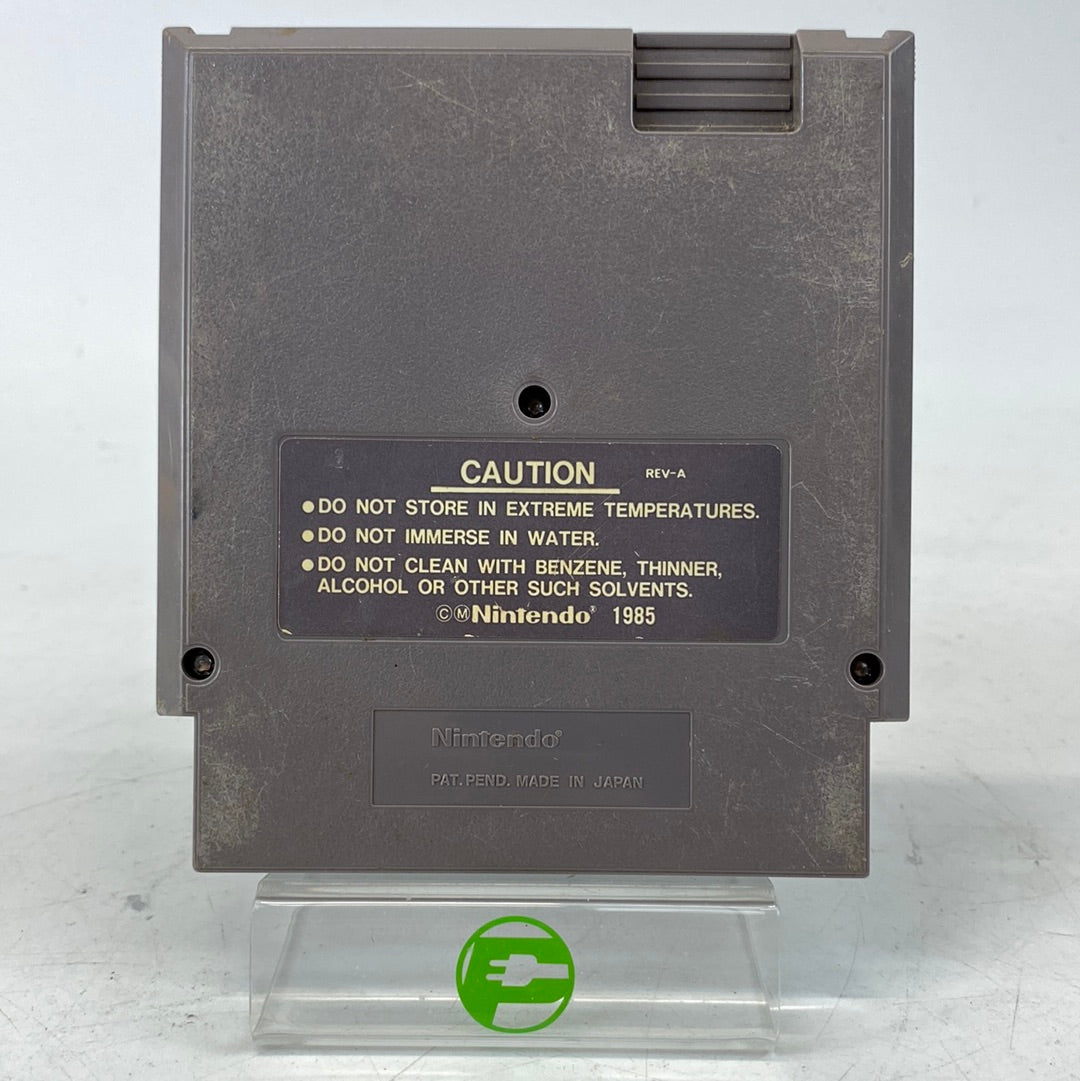 CAUTION REV-A
●DO NOT STORE IN EXTREME TEMPERATURES.
●DO NOT IMMERSE IN WATER.
●DO NOT CLEAN WITH BENZENE, THINNER,
ALCOHOL OR OTHER SUCH SOLVENTS.
©Ⓜ Nintendo® 1985
Nintendo®
PAT. PEND. MADE IN JAPAN